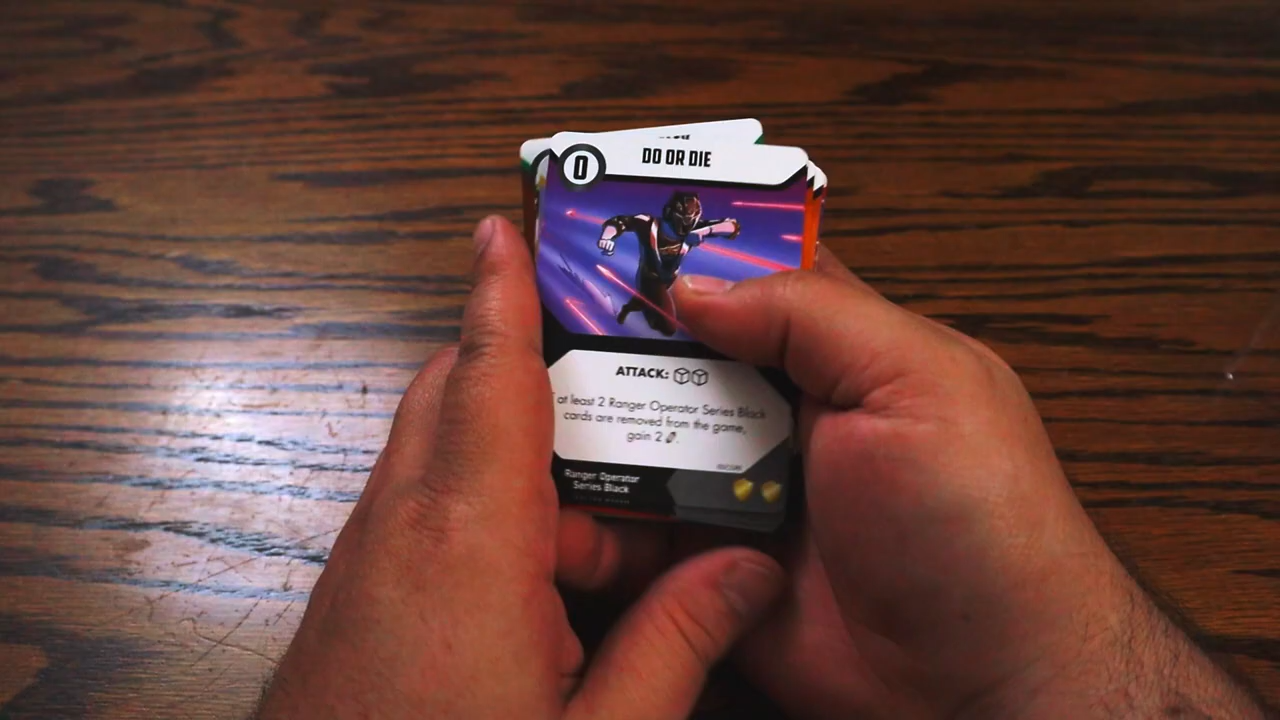 0
DO OR DIE
ATTACK:
at least 2 Ranger Operator Series Black
cards are removed from the game,
gain 2
Ranger Operator
Series Black